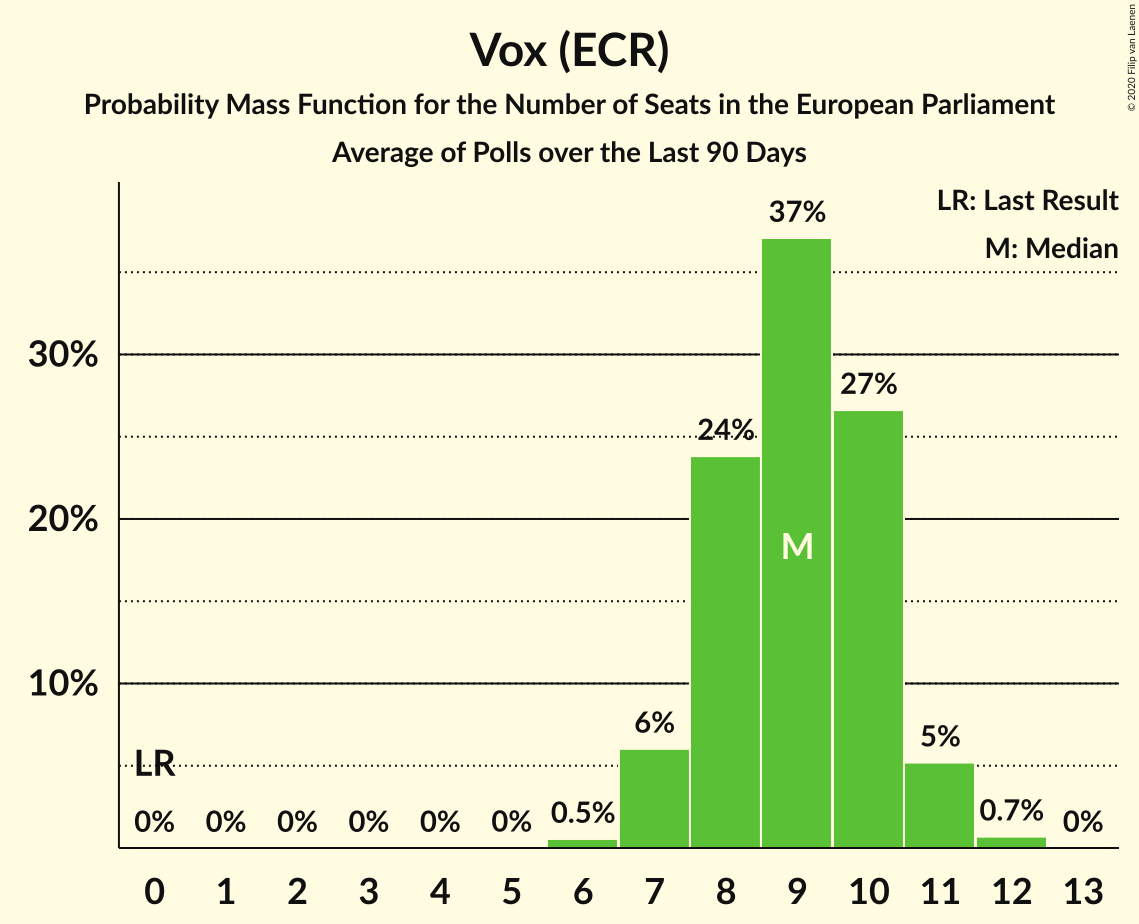 Vox (ECR)
Probability Mass Function for the Number of Seats in the European Parliament
Average of Polls over the Last 90 Days
© 2020 Filip van Laenen
LR: Last Result
M: Median
37%
30%
27%
24%
20%
M
10%
6%
5%
LR
0% 0% 0% 0% 0% 0% 0.5% 0.7% 0%
0 1 2 3 4 5 6 7 8 9 10 11 12 13